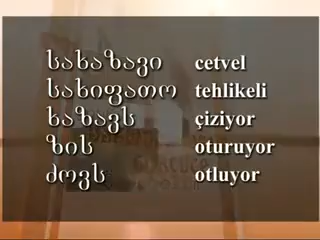 სახაზავი cetvel
სახიფათო tehlikeli
ხაზავს çiziyor
ზის oturuyor
ძოვს otluyor